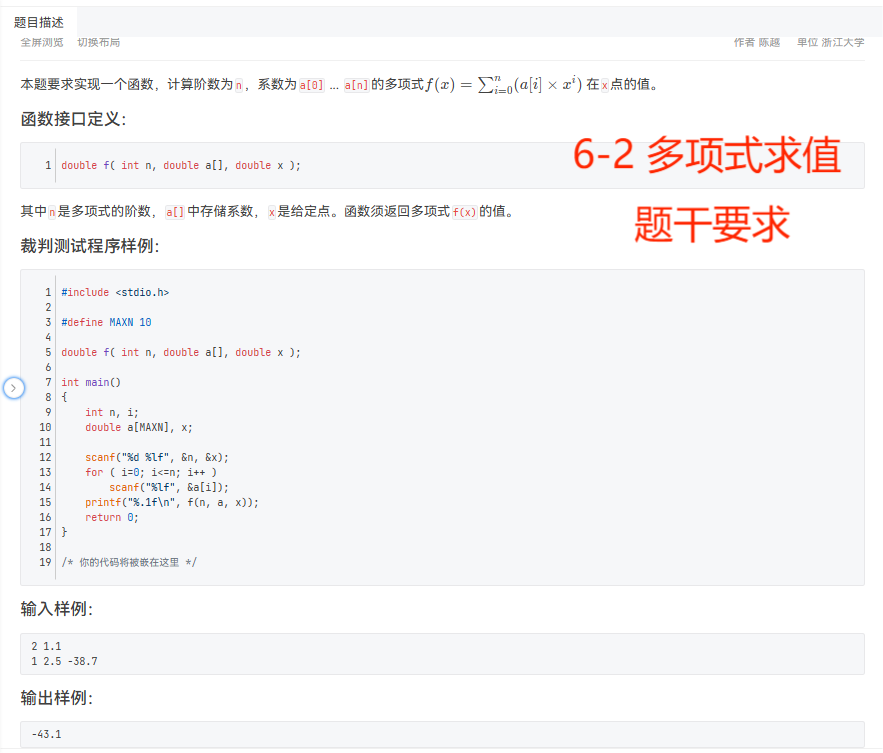 题目描述
全屏浏览 切换布局 作者 陈越 单位 浙江大学
本题要求实现一个函数，计算阶数为n，系数为a[0] ... a[n]的多项式f(x) = ∑ⁿᵢ₌₀(a[i] × xⁱ) 在x点的值。
函数接口定义：
1 double f( int n, double a[], double x );
6-2 多项式求值
题干要求
其中n是多项式的阶数，a[]中存储系数，x是给定点。函数须返回多项式f(x)的值。
裁判测试程序样例：
1 #include <stdio.h>
2
3 #define MAXN 10
4
5 double f( int n, double a[], double x );
6
7 int main()
8 {
9     int n, i;
10     double a[MAXN], x;
11
12     scanf("%d %lf", &n, &x);
13     for ( i=0; i<=n; i++ )
14         scanf("%lf", &a[i]);
15     printf("%.1f\n", f(n, a, x));
16     return 0;
17 }
18
19 /* 你的代码将被嵌在这里 */
输入样例：
2 1.1
1 2.5 -38.7
输出样例：
-43.1